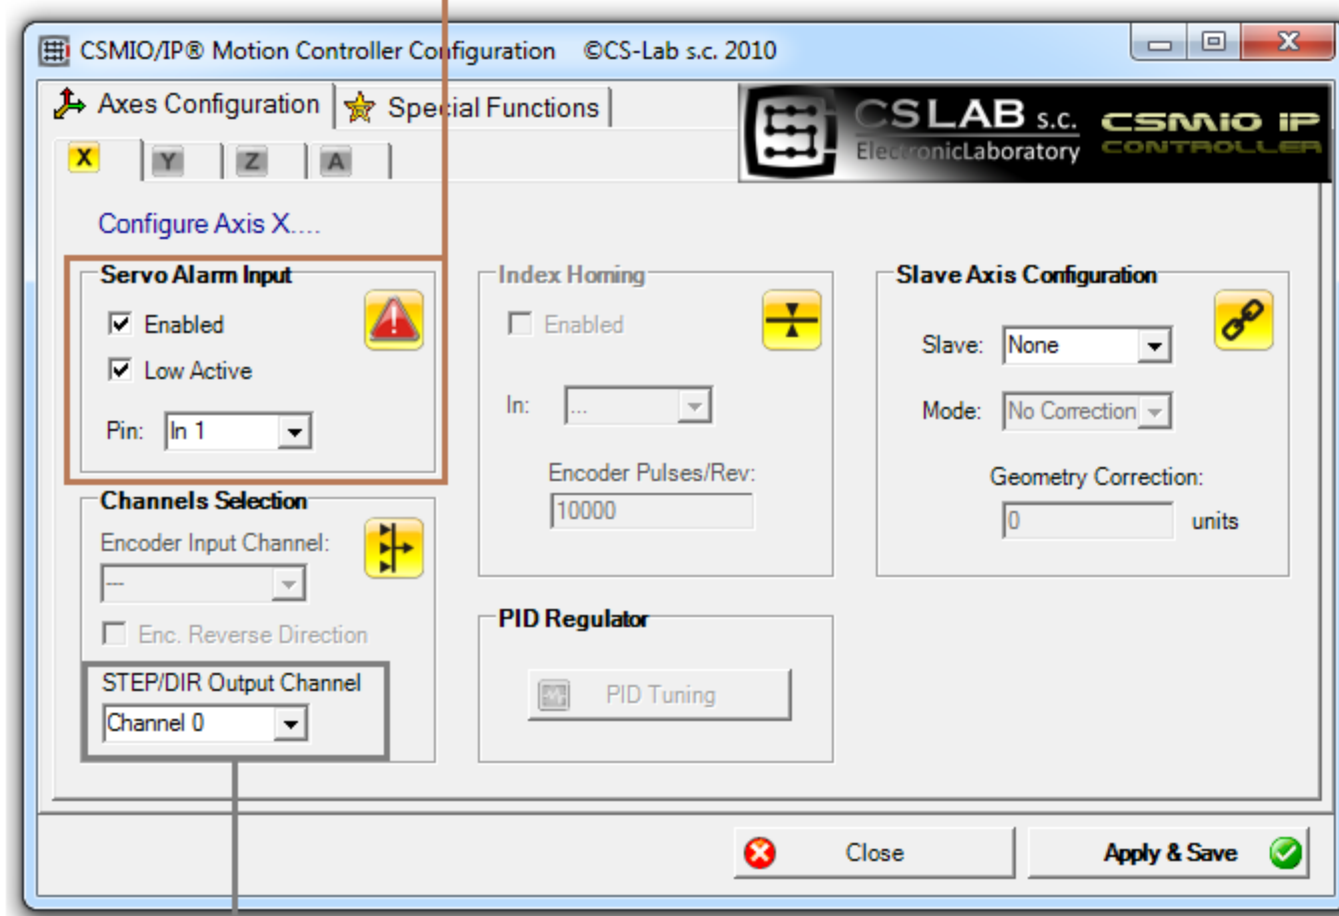 CSMIO/IP® Motion Controller Configuration ©CS-Lab s.c. 2010
Axes Configuration
Special Functions
CSLAB s.c.
ElectronicLaboratory
CSMIO IP
CONTROLLER
X
Y
Z
A
Configure Axis X....
Servo Alarm Input
Enabled
Low Active
Pin: In 1
Channels Selection
Encoder Input Channel:
---
Enc. Reverse Direction
STEP/DIR Output Channel
Channel 0
Index Homing
Enabled
In: ...
Encoder Pulses/Rev:
10000
PID Regulator
PID Tuning
Slave Axis Configuration
Slave: None
Mode: No Correction
Geometry Correction:
0 units
Close
Apply & Save